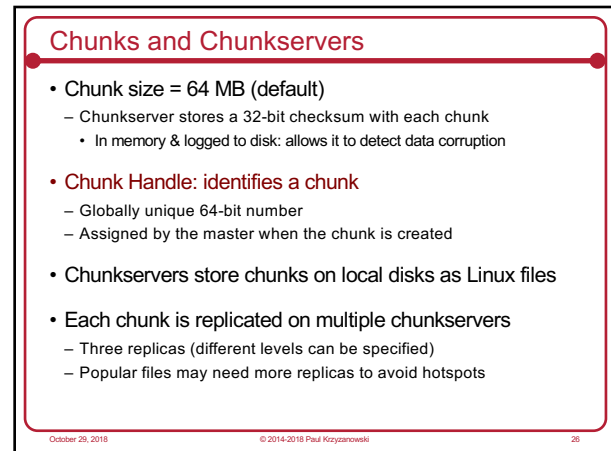 Chunks and Chunkservers
• Chunk size = 64 MB (default)
– Chunkserver stores a 32-bit checksum with each chunk
• In memory & logged to disk: allows it to detect data corruption
• Chunk Handle: identifies a chunk
– Globally unique 64-bit number
– Assigned by the master when the chunk is created
• Chunkservers store chunks on local disks as Linux files
• Each chunk is replicated on multiple chunkservers
– Three replicas (different levels can be specified)
– Popular files may need more replicas to avoid hotspots
October 29, 2018 © 2014-2018 Paul Krzyzanowski 26